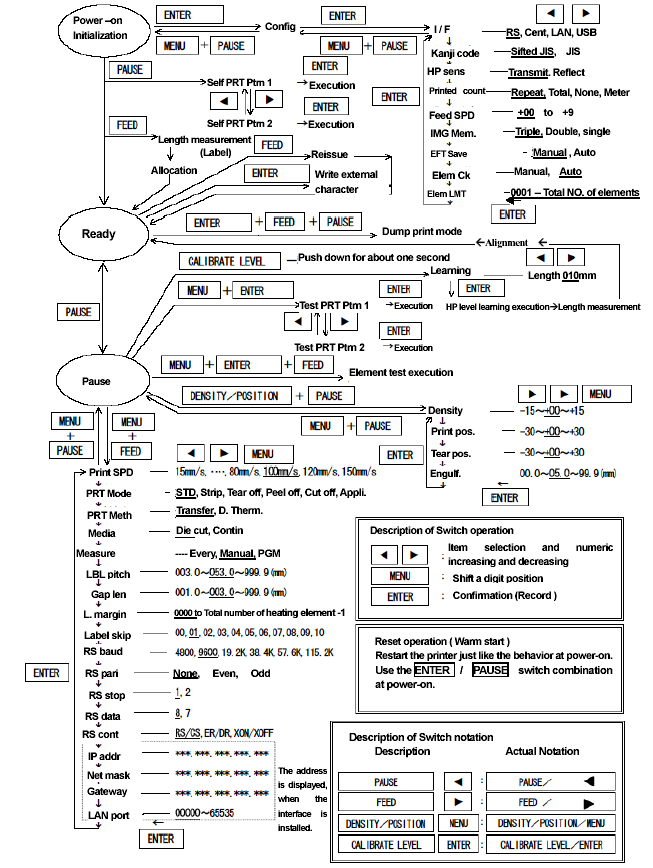 Power-on
Initialization
ENTER
MENU + PAUSE
Config
ENTER
MENU + PAUSE
I / F
RS, Cent, LAN, USB
Kanji code
Sifted JIS, JIS
HP sens
Transmit. Reflect
Printed count
Repeat, Total, None, Meter
Feed SPD
+00 to +9
IMG Mem.
Triple, Double, single
EFT Save
- Manual , Auto
Elem Ck
Manual, Auto
Elem LMT
0001 – Total NO. of elements
ENTER
ENTER
PAUSE
Self PRT Ptrn 1
ENTER
→Execution
◄ ►
ENTER
Self PRT Ptrn 2
→Execution
FEED
Length measurement
(Label)
Allocation
FEED
Reissue
ENTER
Write external
character
Ready
ENTER + FEED + PAUSE
Dump print mode
←Alignment ←
CALIBRATE LEVEL
Push down for about one second
Learning
◄ ►
Length 010mm
ENTER
HP level learning execution→Length measurement
PAUSE
MENU + ENTER
Test PRT Ptrn 1
ENTER
→Execution
◄ ►
ENTER
Test PRT Ptm 2
→Execution
Pause
MENU + ENTER + FEED
Element test execution
DENSITY/POSITION + PAUSE
MENU + PAUSE
► ► MENU
Density
-15~+00~+15
Print pos.
-30~+00~+30
Tear pos.
-30~+00~+30
Engulf.
00.0~05.0~99.9(mm)
ENTER
←
ENTER
MENU
+
PAUSE
MENU
+
FEED
◄ ► MENU
Print SPD
15mm/s, ····, 80mm/s, 100mm/s, 120mm/s, 150mm/s
PRT Mode
STD, Strip, Tear off, Peel off, Cut off, Appli.
PRT Meth
Transfer, D. Therm.
Media
Die cut, Contin
Measure
---- Every, Manual, PGM
LBL pitch
003.0~053.0~999.9(mm)
Gap len
001.0~003.0~999.9(mm)
L. margin
0000 to Total number of heating element -1
Label skip
00, 01, 02, 03, 04, 05, 06, 07, 08, 09, 10
RS baud
4800, 9600, 19.2K, 38.4K, 57.6K, 115.2K
RS pari
None, Even, Odd
RS stop
1, 2
RS data
8, 7
RS cont
RS/CS, ER/DR, XON/XOFF
IP addr
***.***.***.***.***
Net mask
***.***.***.***.***
Gateway
***.***.***.***.***
LAN port
00000~65535
ENTER
←
ENTER
The address
is displayed,
when the
interface is
installed.
Description of Switch operation
◄ ► : Item selection and numeric
increasing and decreasing
MENU : Shift a digit position
ENTER : Confirmation (Record )
Reset operation ( Warm start )
Restart the printer just like the behavior at power-on.
Use the ENTER / PAUSE switch combination
at power-on.
Description of Switch notation
Description Actual Notation
PAUSE ◄ : PAUSE/ ◄
FEED ► : FEED / ►
DENSITY/POSITION MENU : DENSITY/POSITION/MENU
CALIBRATE LEVEL ENTER : CALIBRATE LEVEL/ENTER